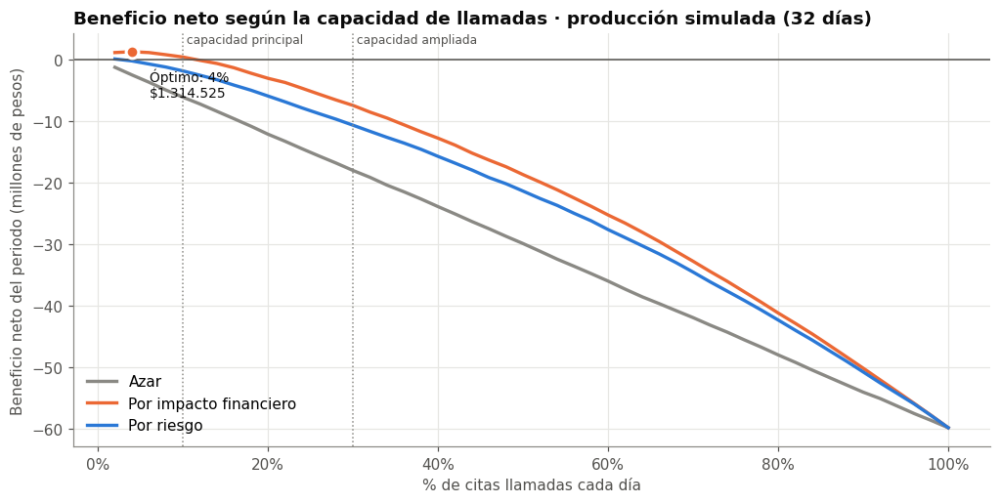 Beneficio neto según la capacidad de llamadas · producción simulada (32 días)
capacidad principal
capacidad ampliada
Óptimo: 4%
$1.314.525
Beneficio neto del periodo (millones de pesos)
0
−10
−20
−30
−40
−50
−60
Azar
Por impacto financiero
Por riesgo
0%
20%
40%
60%
80%
100%
% de citas llamadas cada día